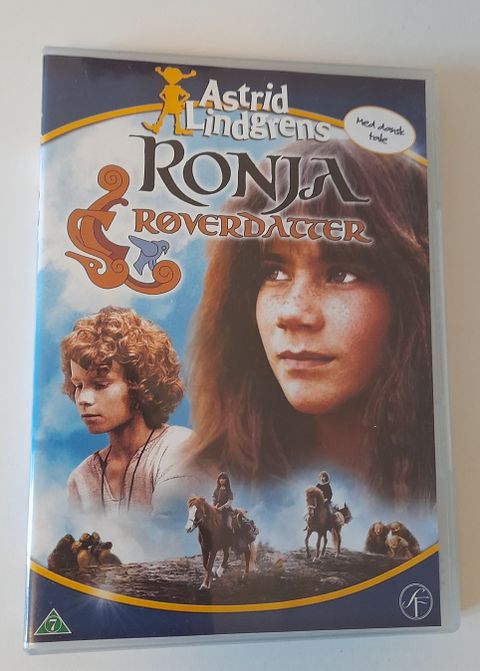 Astrid
Lindgrens
Med dansk
tale
RONJA
RØVERDATTER
7
SF